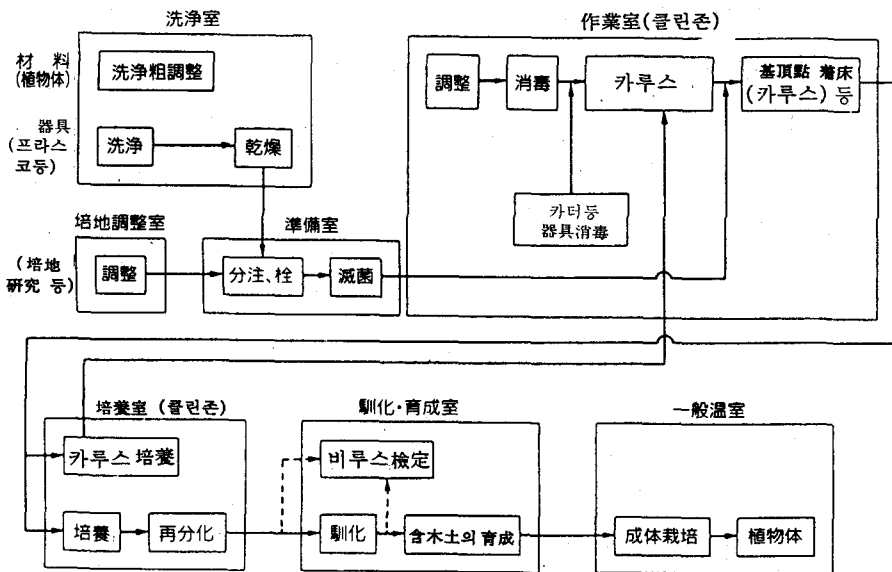 洗浄室
材料
(植物体)
洗浄粗調整
器具
(프라스
코등)
洗浄
乾燥
作業室(클린존)
調整
消毒
카루스
基頂點 着床
(카루스) 등
카터등
器具消毒
培地調整室
(培地
研究 등)
調整
準備室
分注、栓
滅菌
培養室 (클린존)
카루스 培養
培養
再分化
馴化·育成室
비루스 檢定
馴化
含木土의 育成
一般温室
成体栽培
植物体